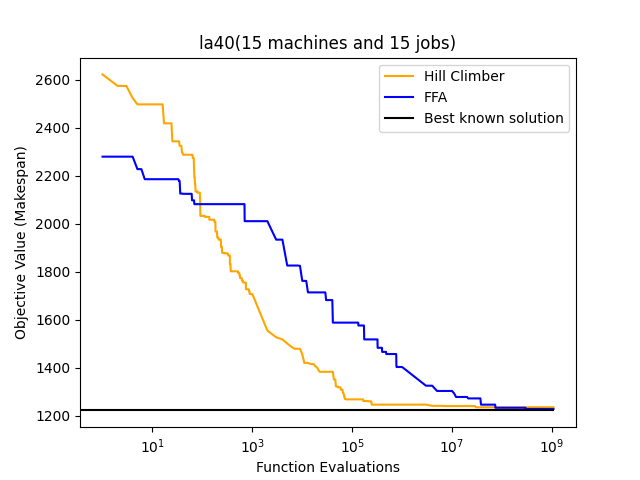 la40(15 machines and 15 jobs)
Hill Climber
FFA
Best known solution
Objective Value (Makespan)
2600
2400
2200
2000
1800
1600
1400
1200
10^1
10^3
10^5
10^7
10^9
Function Evaluations